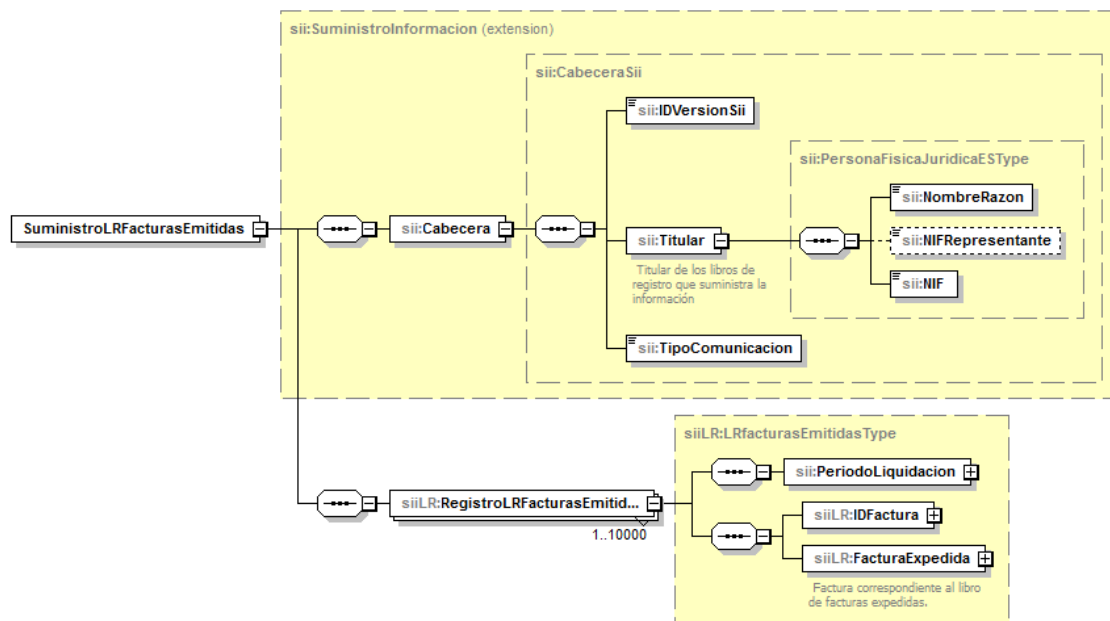 sii:SuministroInformacion (extension)
sii:CabeceraSii
sii:IDVersionSii
sii:PersonaFisicaJuridicaESType
sii:NombreRazon
SuministroLRFacturasEmitidas
sii:Cabecera
sii:Titular
sii:NIFRepresentante
Titular de los libros de
registro que suministra la
información
sii:NIF
sii:TipoComunicacion
siiLR:LRfacturasEmitidasType
sii:PeriodoLiquidacion
siiLR:RegistroLRFacturasEmitid...
1..10000
siiLR:IDFactura
siiLR:FacturaExpedida
Factura correspondiente al libro
de facturas expedidas.